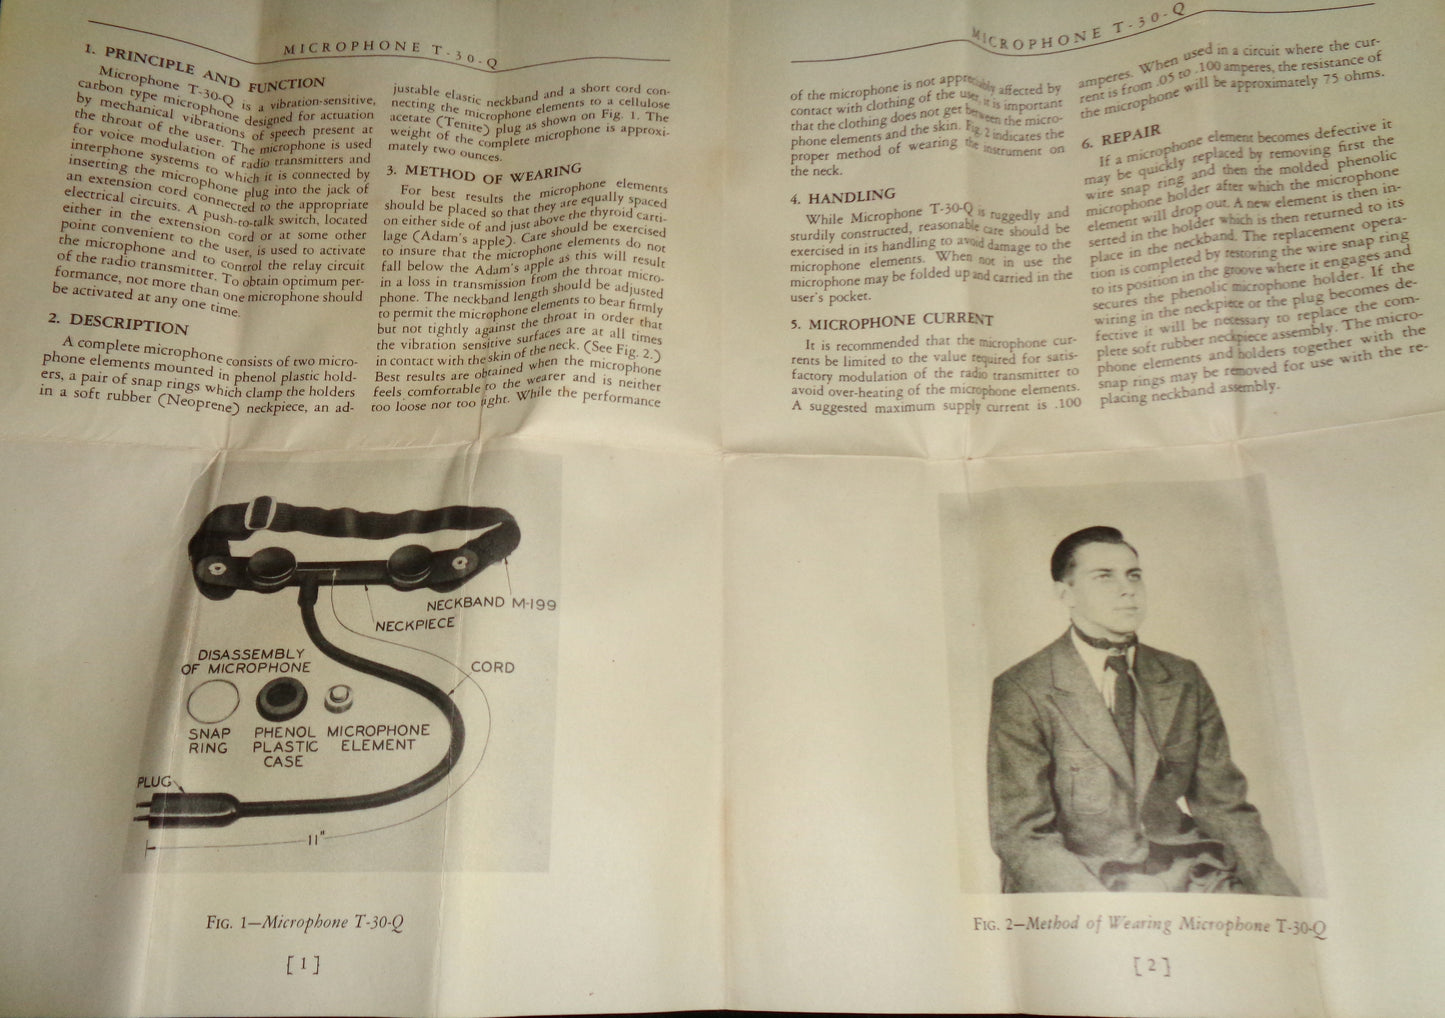 MICROPHONE T-30-Q
1. PRINCIPLE AND FUNCTION
Microphone T-30-Q is a vibration-sensitive,
carbon type microphone designed for actuation
by mechanical vibrations of speech present at
the throat of the user. The microphone is used
for voice modulation of radio transmitters and
interphone systems to which it is connected by
inserting the microphone plug into the jack of
an extension cord connected to the appropriate
electrical circuits. A push-to-talk switch, located
either in the extension cord or at some other
point convenient to the user, is used to activate
the microphone and to control the relay circuit
of the radio transmitter. To obtain optimum per-
formance, not more than one microphone should
be activated at any one time.
2. DESCRIPTION
A complete microphone consists of two micro-
phone elements mounted in phenol plastic hold-
ers, a pair of snap rings which clamp the holders
in a soft rubber (Neoprene) neckpiece, an ad-
justable elastic neckband and a short cord con-
necting the microphone elements to a cellulose
acetate (Tenite) plug as shown on Fig. 1. The
weight of the complete microphone is approxi-
mately two ounces.
3. METHOD OF WEARING
For best results the microphone elements
should be placed so that they are equally spaced
on either side of and just above the thyroid carti-
lage (Adam's apple). Care should be exercised
to insure that the microphone elements do not
fall below the Adam's apple as this will result
in a loss in transmission from the throat micro-
phone. The neckband length should be adjusted
to permit the microphone elements to bear firmly
but not tightly against the throat in order that
the vibration sensitive surfaces are at all times
in contact with the skin of the neck. (See Fig. 2.)
Best results are obtained when the microphone
feels comfortable to the wearer and is neither
too loose nor too tight. While the performance
NECKBAND M-199
NECKPIECE
DISASSEMBLY
OF MICROPHONE
CORD
SNAP
RING
PHENOL
PLASTIC
CASE
MICROPHONE
ELEMENT
PLUG
11"
FIG. 1—Microphone T-30-Q
[1]
MICROPHONE T-30-Q
of the microphone is not appreciably affected by
contact with clothing of the user, it is important
that the clothing does not get between the micro-
phone elements and the skin. Fig. 2 indicates the
proper method of wearing the instrument on
the neck.
4. HANDLING
While Microphone T-30-Q is ruggedly and
sturdily constructed, reasonable care should be
exercised in its handling to avoid damage to the
microphone elements. When not in use the
microphone may be folded up and carried in the
user's pocket.
5. MICROPHONE CURRENT
It is recommended that the microphone cur-
rents be limited to the value required for satis-
factory modulation of the radio transmitter to
avoid over-heating of the microphone elements.
A suggested maximum supply current is .100
amperes. When used in a circuit where the cur-
rent is from .05 to .100 amperes, the resistance of
the microphone will be approximately 75 ohms.
6. REPAIR
If a microphone element becomes defective it
may be quickly replaced by removing first the
wire snap ring and then the molded phenolic
microphone holder after which the microphone
element will drop out. A new element is then in-
serted in the holder which is then returned to its
place in the neckband. The replacement opera-
tion is completed by restoring the wire snap ring
to its position in the groove where it engages and
secures the phenolic microphone holder. If the
wiring in the neckpiece or the plug becomes de-
fective it will be necessary to replace the com-
plete soft rubber neckpiece assembly. The micro-
phone elements and holders together with the
snap rings may be removed for use with the re-
placing neckband assembly.
FIG. 2—Method of Wearing Microphone T-30-Q
[2]